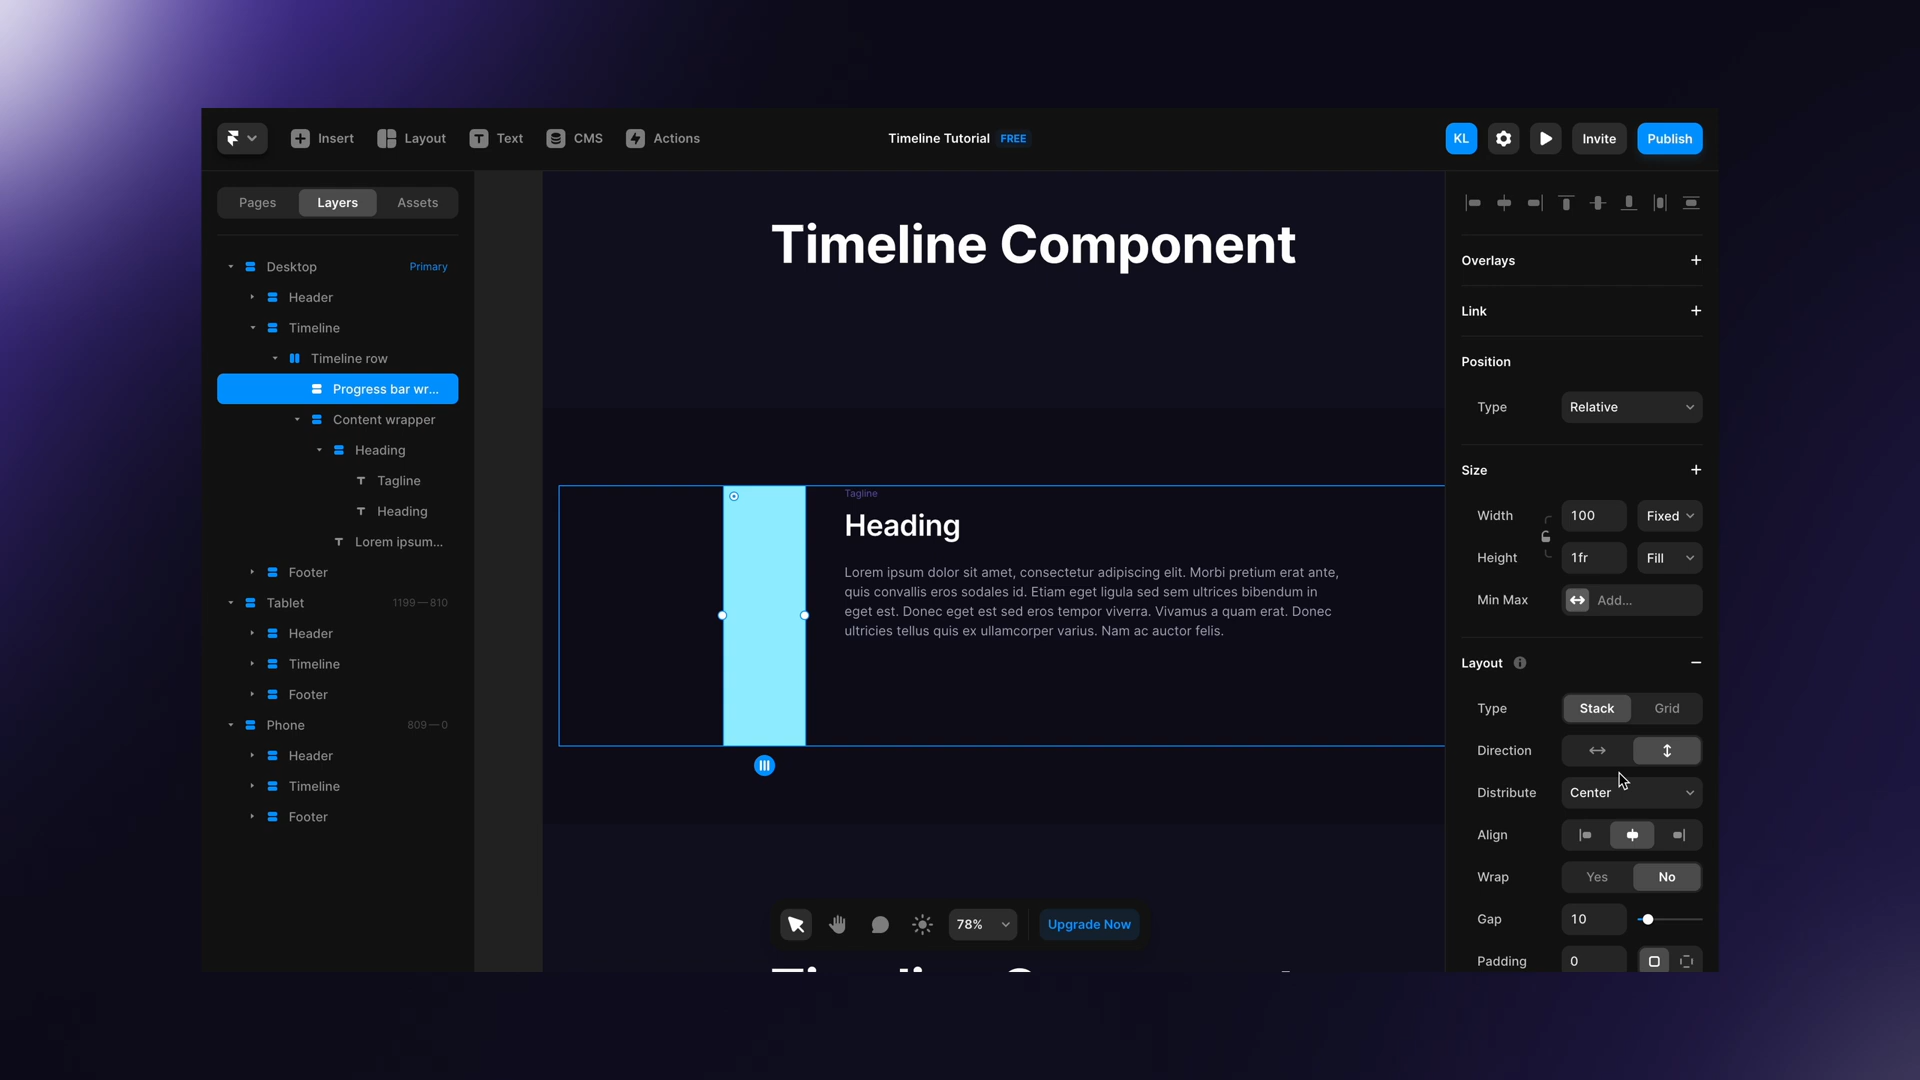 Insert
Layout
Text
CMS
Actions
Timeline Tutorial FREE
KL
Invite
Publish
Pages
Layers
Assets
Desktop
Primary
Header
Timeline
Timeline row
Progress bar wr...
Content wrapper
Heading
Tagline
Heading
Lorem ipsum...
Footer
Tablet
1199—810
Header
Timeline
Footer
Phone
809—0
Header
Timeline
Footer
Timeline Component
Tagline
Heading
Lorem ipsum dolor sit amet, consectetur adipiscing elit. Morbi pretium erat ante,
quis convallis eros sodales id. Etiam eget ligula sed sem ultrices bibendum in
eget est. Donec eget est sed eros tempor viverra. Vivamus a quam erat. Donec
ultricies tellus quis ex ullamcorper varius. Nam ac auctor felis.
78%
Upgrade Now
Overlays
Link
Position
Type
Relative
Size
Width
100
Fixed
Height
1fr
Fill
Min Max
Add...
Layout
Type
Stack
Grid
Direction
Distribute
Center
Align
Wrap
Yes
No
Gap
10
Padding
0